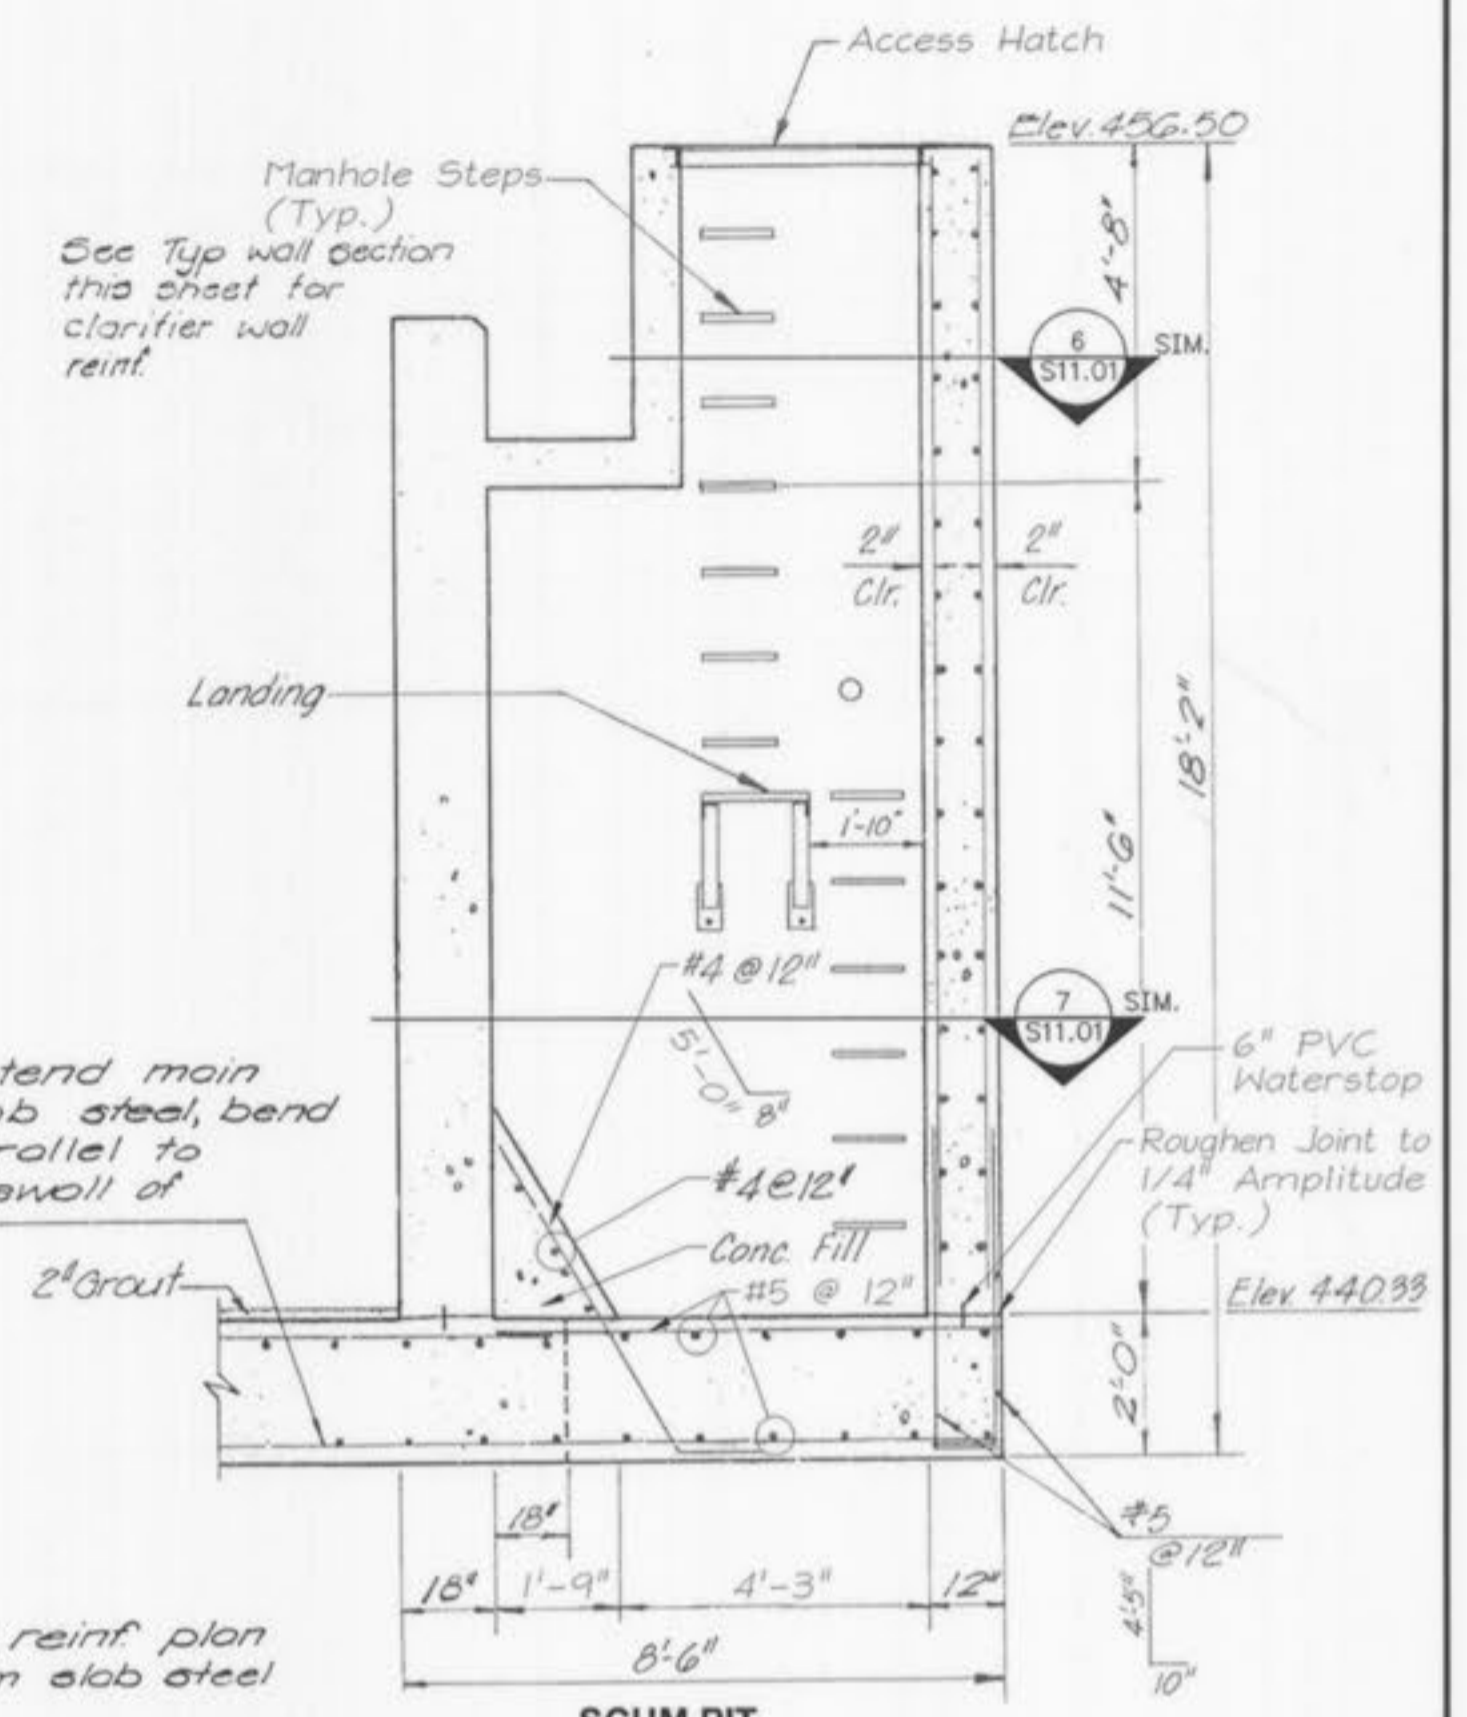 Access Hatch
Elev. 456.50
Manhole Steps
(Typ.)
See Typ wall section
this sheet for
clarifier wall
reinf.
4'-8"
6
SIM.
S11.01
2"
Clr.
2"
Clr.
Landing
18'-2"
1'-10"
11'-6"
#4 @ 12"
7
SIM.
S11.01
5'-0"
8"
6" PVC
Waterstop
tend main
b steel, bend
rallel to
swall of
#4 @ 12"
Roughen Joint to
1/4" Amplitude
(Typ.)
Conc. Fill
2" Grout
#5 @ 12"
Elev. 440.33
2'-0"
18"
#5
@ 12"
18"
1'-9"
4'-3"
12"
4'-5"
10"
8'-6"
reinf. plan
slab steel
SCUM PIT